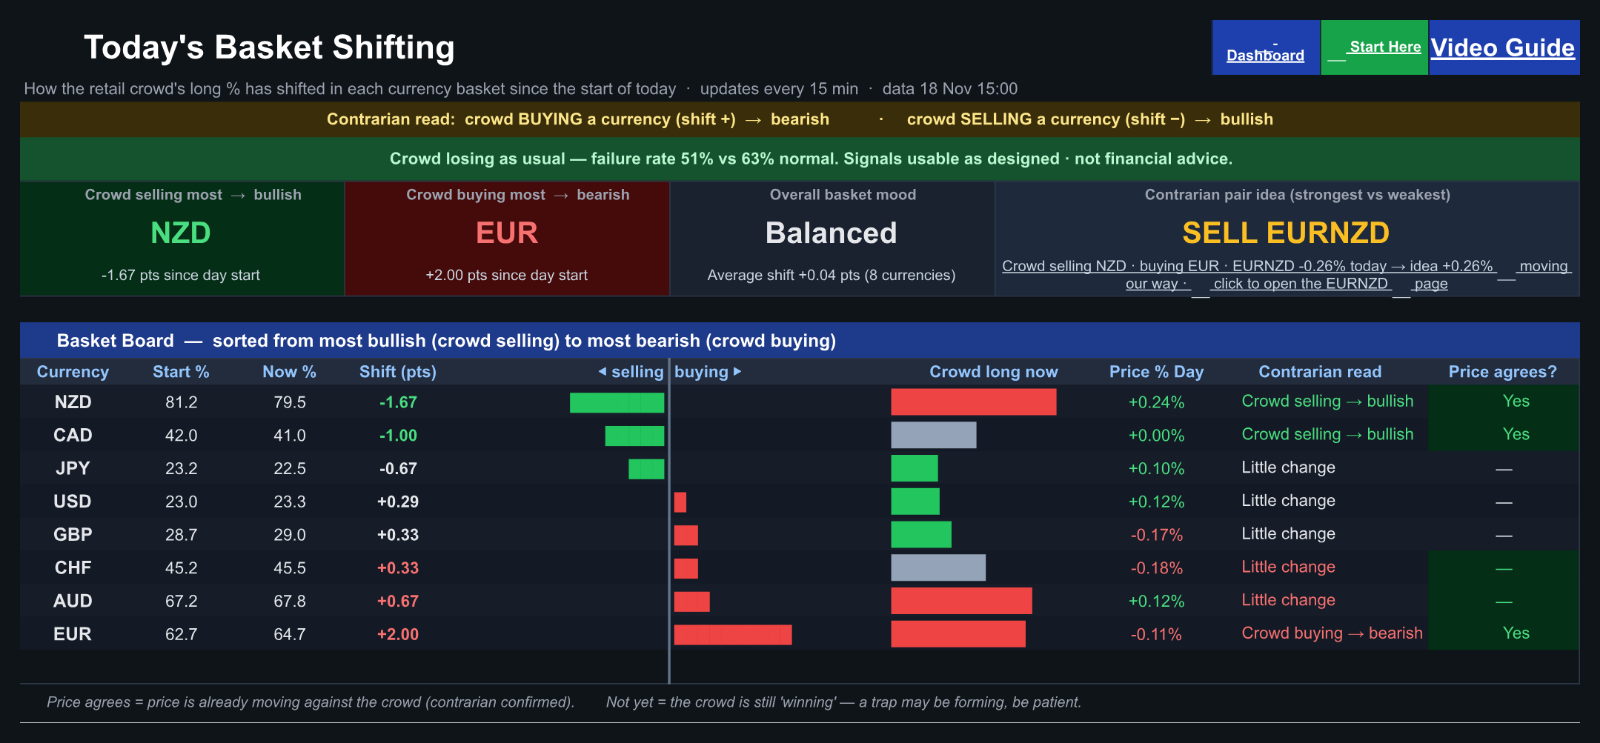 Today's Basket Shifting
Dashboard
Start Here
Video Guide
How the retail crowd's long % has shifted in each currency basket since the start of today · updates every 15 min · data 18 Nov 15:00
Contrarian read: crowd BUYING a currency (shift +) → bearish · crowd SELLING a currency (shift −) → bullish
Crowd losing as usual — failure rate 51% vs 63% normal. Signals usable as designed · not financial advice.
Crowd selling most → bullish
NZD
-1.67 pts since day start
Crowd buying most → bearish
EUR
+2.00 pts since day start
Overall basket mood
Balanced
Average shift +0.04 pts (8 currencies)
Contrarian pair idea (strongest vs weakest)
SELL EURNZD
Crowd selling NZD · buying EUR · EURNZD -0.26% today → idea +0.26% __ moving
our way · __ click to open the EURNZD __ page
Basket Board — sorted from most bullish (crowd selling) to most bearish (crowd buying)
Currency Start % Now % Shift (pts) ◀ selling buying ▶ Crowd long now Price % Day Contrarian read Price agrees?
NZD 81.2 79.5 -1.67 +0.24% Crowd selling → bullish Yes
CAD 42.0 41.0 -1.00 +0.00% Crowd selling → bullish Yes
JPY 23.2 22.5 -0.67 +0.10% Little change —
USD 23.0 23.3 +0.29 +0.12% Little change —
GBP 28.7 29.0 +0.33 -0.17% Little change —
CHF 45.2 45.5 +0.33 -0.18% Little change —
AUD 67.2 67.8 +0.67 +0.12% Little change —
EUR 62.7 64.7 +2.00 -0.11% Crowd buying → bearish Yes
Price agrees = price is already moving against the crowd (contrarian confirmed). Not yet = the crowd is still 'winning' — a trap may be forming, be patient.